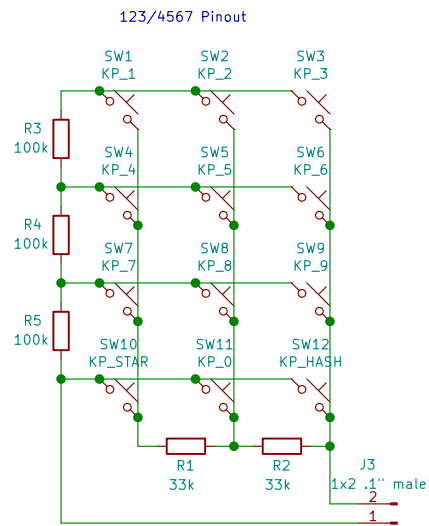 123/4567 Pinout
SW1 SW2 SW3
KP_1 KP_2 KP_3
R3
100k
SW4 SW5 SW6
KP_4 KP_5 KP_6
R4
100k
SW7 SW8 SW9
KP_7 KP_8 KP_9
R5
100k
SW10 SW11 SW12
KP_STAR KP_0 KP_HASH
R1 R2
33k 33k
J3
1x2 .1" male
2
1